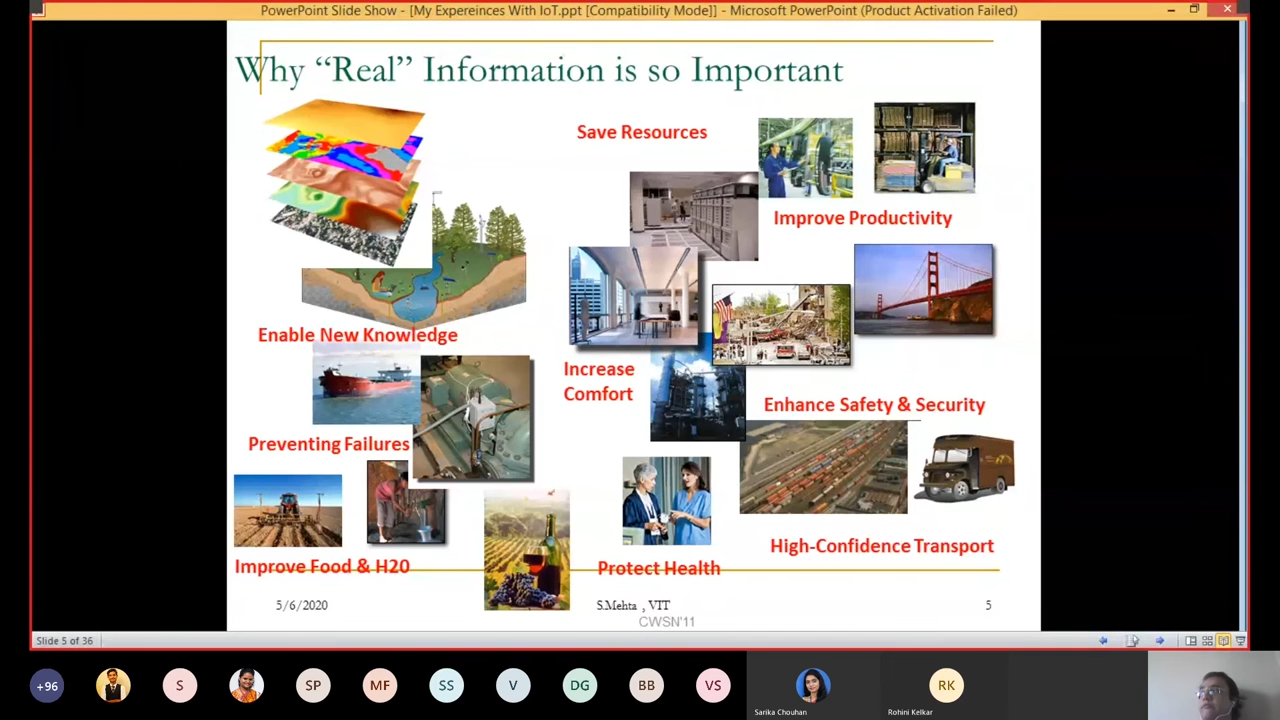 PowerPoint Slide Show - [My Expereinces With IoT.ppt [Compatibility Mode]] - Microsoft PowerPoint (Product Activation Failed)
Why “Real” Information is so Important
Save Resources
Improve Productivity
Enable New Knowledge
Increase
Comfort
Enhance Safety & Security
Preventing Failures
High-Confidence Transport
Improve Food & H20
Protect Health
5/6/2020
S.Mehta , VIT
5
CWSN'11
Slide 5 of 36
+96
S
SP
MF
SS
V
DG
BB
VS
RK
Sarika Chouhan
Rohini Kelkar